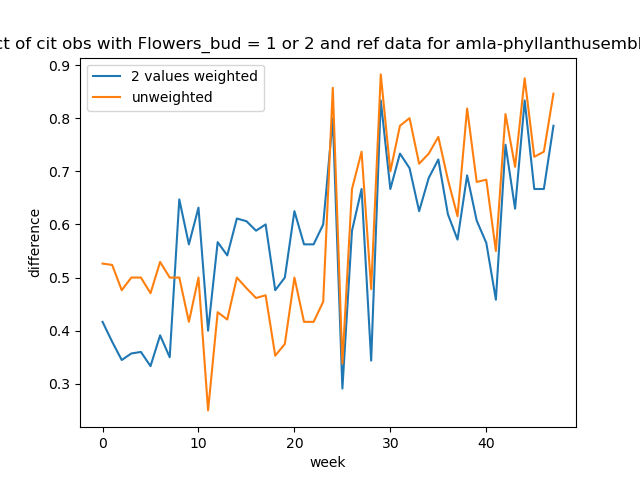 ct of cit obs with Flowers_bud = 1 or 2 and ref data for amla-phyllanthusembl
2 values weighted
unweighted
difference
0.9
0.8
0.7
0.6
0.5
0.4
0.3
0 10 20 30 40
week